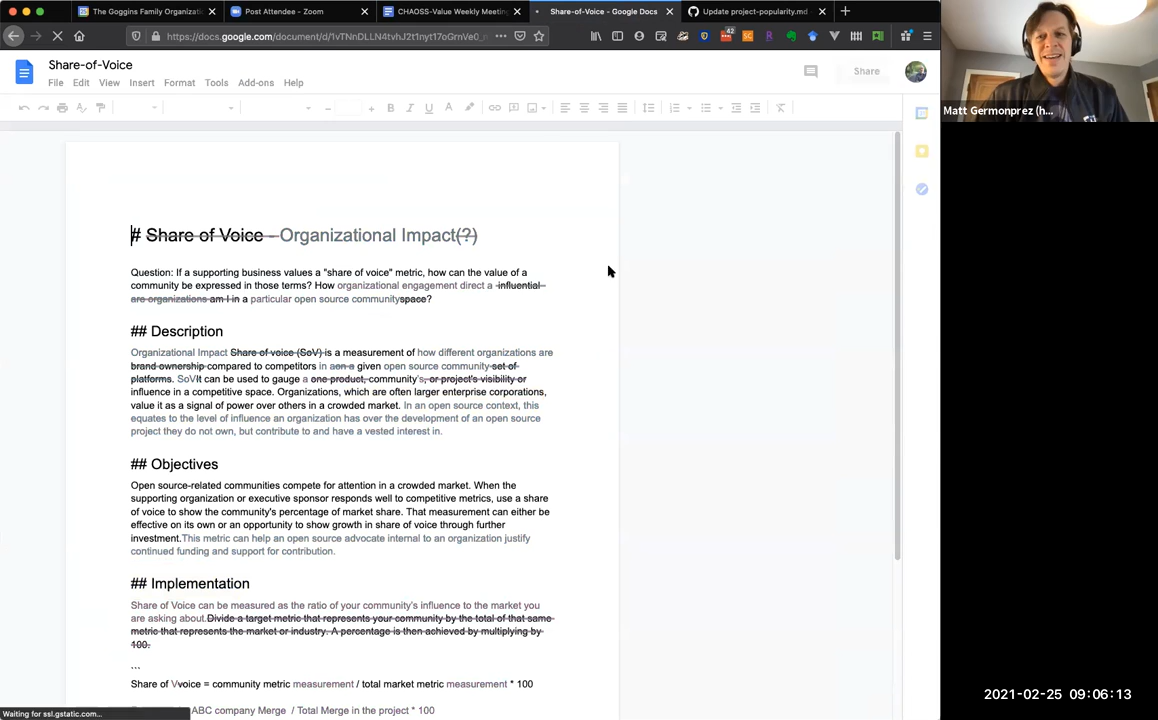 The Goggins Family Organizati
Post Attendee - Zoom
CHAOSS-Value Weekly Meeting
Share-of-Voice - Google Docs
Update project-popularity.md
https://docs.google.com/document/d/1vTNnDLLN4tvhJ2t1nyt17oGrnVe0_
42
Share-of-Voice
File Edit View Insert Format Tools Add-ons Help
Share
Matt Germonprez (h...
# Share of Voice - Organizational Impact(?)
Question: If a supporting business values a "share of voice" metric, how can the value of a
community be expressed in those terms? How organizational engagement direct a influential
are organizations am I in a particular open source communityspace?
## Description
Organizational Impact Share of voice (SoV) is a measurement of how different organizations are
brand ownership compared to competitors in a given open source community set of
platforms. SoVIt can be used to gauge a one product, community's, or project's visibility or
influence in a competitive space. Organizations, which are often larger enterprise corporations,
value it as a signal of power over others in a crowded market. In an open source context, this
equates to the level of influence an organization has over the development of an open source
project they do not own, but contribute to and have a vested interest in.
## Objectives
Open source-related communities compete for attention in a crowded market. When the
supporting organization or executive sponsor responds well to competitive metrics, use a share
of voice to show the community's percentage of market share. That measurement can either be
effective on its own or an opportunity to show growth in share of voice through further
investment.This metric can help an open source advocate internal to an organization justify
continued funding and support for contribution.
## Implementation
Share of Voice can be measured as the ratio of your community's influence to the market you
are asking about.Divide a target metric that represents your community by the total of that same
metric that represents the market or industry. A percentage is then achieved by multiplying by
100.
...
Share of Vvoice = community metric measurement / total market metric measurement * 100
ABC company Merge / Total Merge in the project * 100
Waiting for ssl.gstatic.com...
2021-02-25 09:06:13